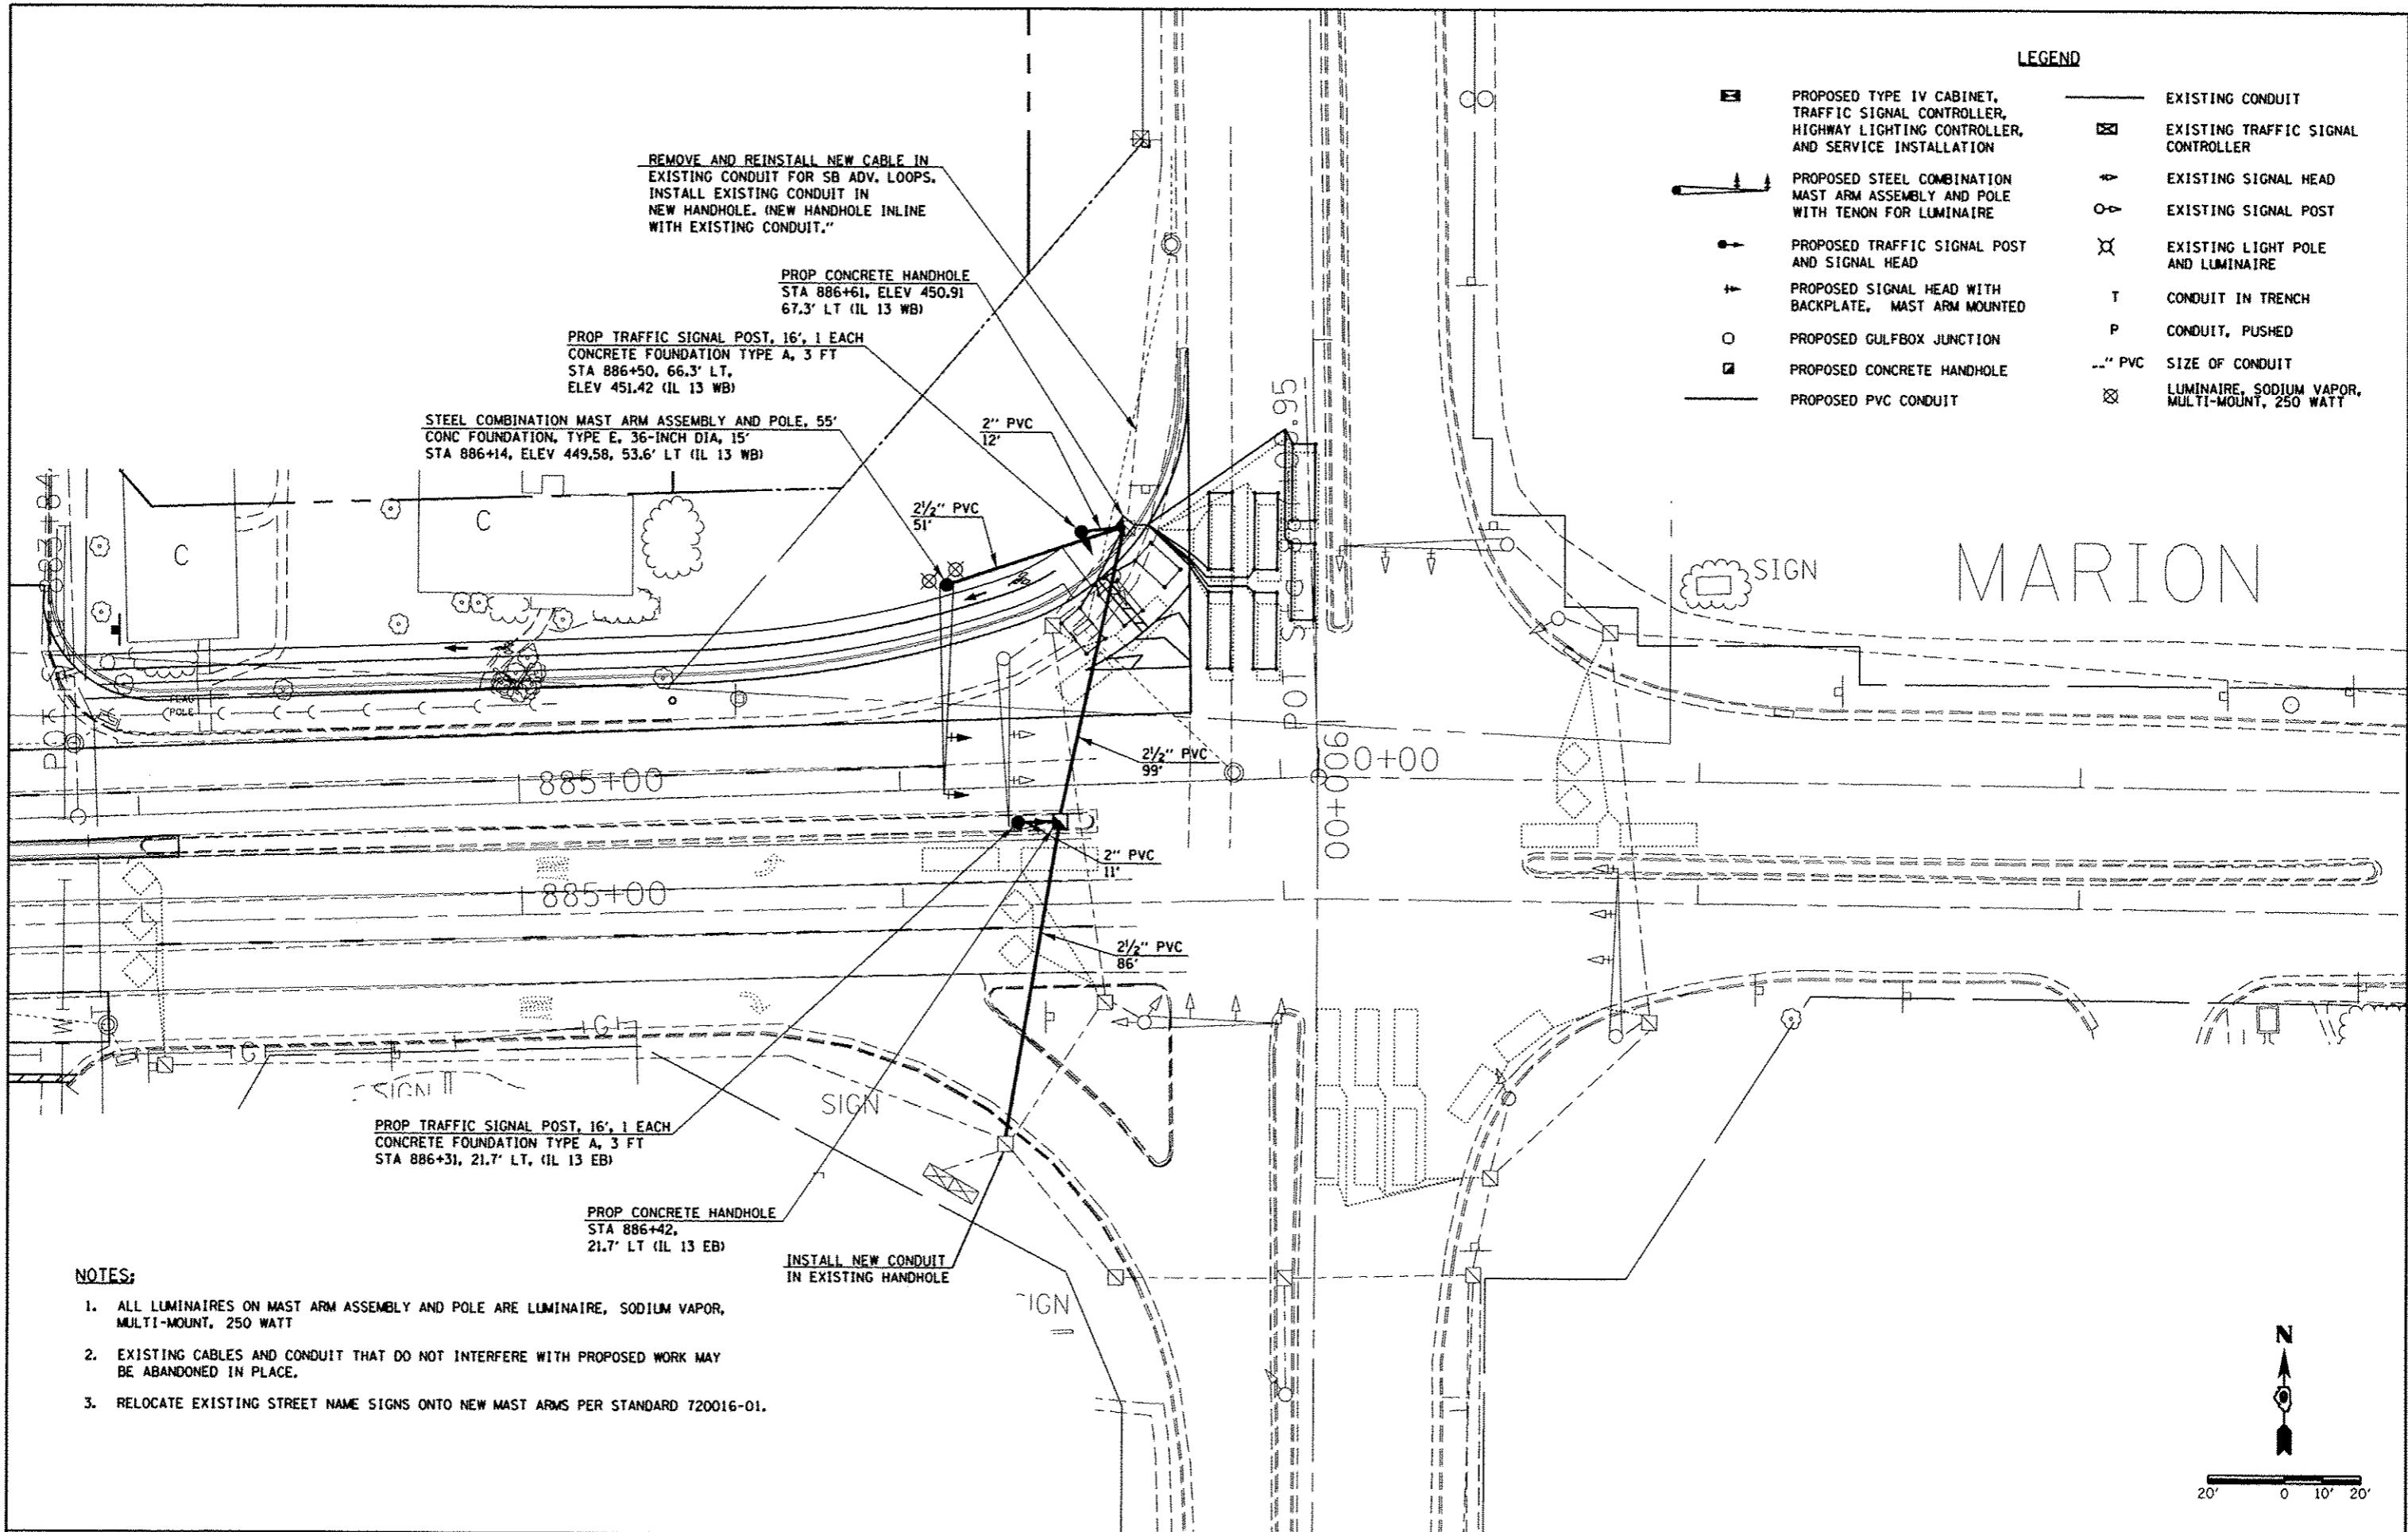 LEGEND
PROPOSED TYPE IV CABINET,
TRAFFIC SIGNAL CONTROLLER,
HIGHWAY LIGHTING CONTROLLER,
AND SERVICE INSTALLATION
PROPOSED STEEL COMBINATION
MAST ARM ASSEMBLY AND POLE
WITH TENON FOR LUMINAIRE
PROPOSED TRAFFIC SIGNAL POST
AND SIGNAL HEAD
PROPOSED SIGNAL HEAD WITH
BACKPLATE, MAST ARM MOUNTED
PROPOSED GULFBOX JUNCTION
PROPOSED CONCRETE HANDHOLE
PROPOSED PVC CONDUIT
EXISTING CONDUIT
EXISTING TRAFFIC SIGNAL
CONTROLLER
EXISTING SIGNAL HEAD
EXISTING SIGNAL POST
EXISTING LIGHT POLE
AND LUMINAIRE
T CONDUIT IN TRENCH
P CONDUIT, PUSHED
__" PVC SIZE OF CONDUIT
LUMINAIRE, SODIUM VAPOR,
MULTI-MOUNT, 250 WATT
REMOVE AND REINSTALL NEW CABLE IN
EXISTING CONDUIT FOR SB ADV. LOOPS.
INSTALL EXISTING CONDUIT IN
NEW HANDHOLE. (NEW HANDHOLE INLINE
WITH EXISTING CONDUIT."
PROP CONCRETE HANDHOLE
STA 886+61, ELEV 450.91
67.3' LT (IL 13 WB)
PROP TRAFFIC SIGNAL POST, 16', 1 EACH
CONCRETE FOUNDATION TYPE A, 3 FT
STA 886+50, 66.3' LT,
ELEV 451.42 (IL 13 WB)
STEEL COMBINATION MAST ARM ASSEMBLY AND POLE, 55'
CONC FOUNDATION, TYPE E, 36-INCH DIA, 15'
STA 886+14, ELEV 449.58, 53.6' LT (IL 13 WB)
2" PVC
12'
2½" PVC
51'
C
C
MARION
SIGN
FLAG
POLE
POT
POT
885+00
2½" PVC
99'
0+00
900+00
2" PVC
11'
885+00
2½" PVC
86'
G
G
SIGN
SIGN
PROP TRAFFIC SIGNAL POST, 16', 1 EACH
CONCRETE FOUNDATION TYPE A, 3 FT
STA 886+31, 21.7' LT, (IL 13 EB)
PROP CONCRETE HANDHOLE
STA 886+42,
21.7' LT (IL 13 EB)
INSTALL NEW CONDUIT
IN EXISTING HANDHOLE
NOTES:
1. ALL LUMINAIRES ON MAST ARM ASSEMBLY AND POLE ARE LUMINAIRE, SODIUM VAPOR,
MULTI-MOUNT, 250 WATT
2. EXISTING CABLES AND CONDUIT THAT DO NOT INTERFERE WITH PROPOSED WORK MAY
BE ABANDONED IN PLACE.
3. RELOCATE EXISTING STREET NAME SIGNS ONTO NEW MAST ARMS PER STANDARD 720016-01.
N
20' 0 10' 20'